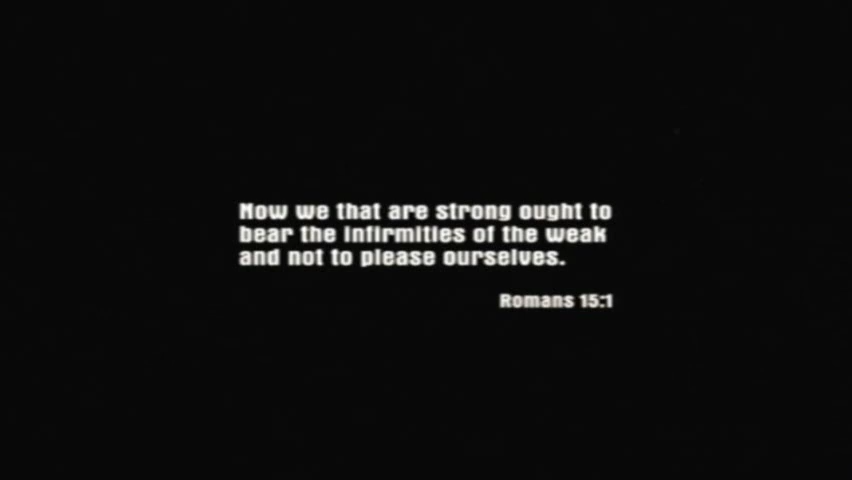 Now we that are strong ought to
bear the infirmities of the weak
and not to please ourselves.
Romans 15:1